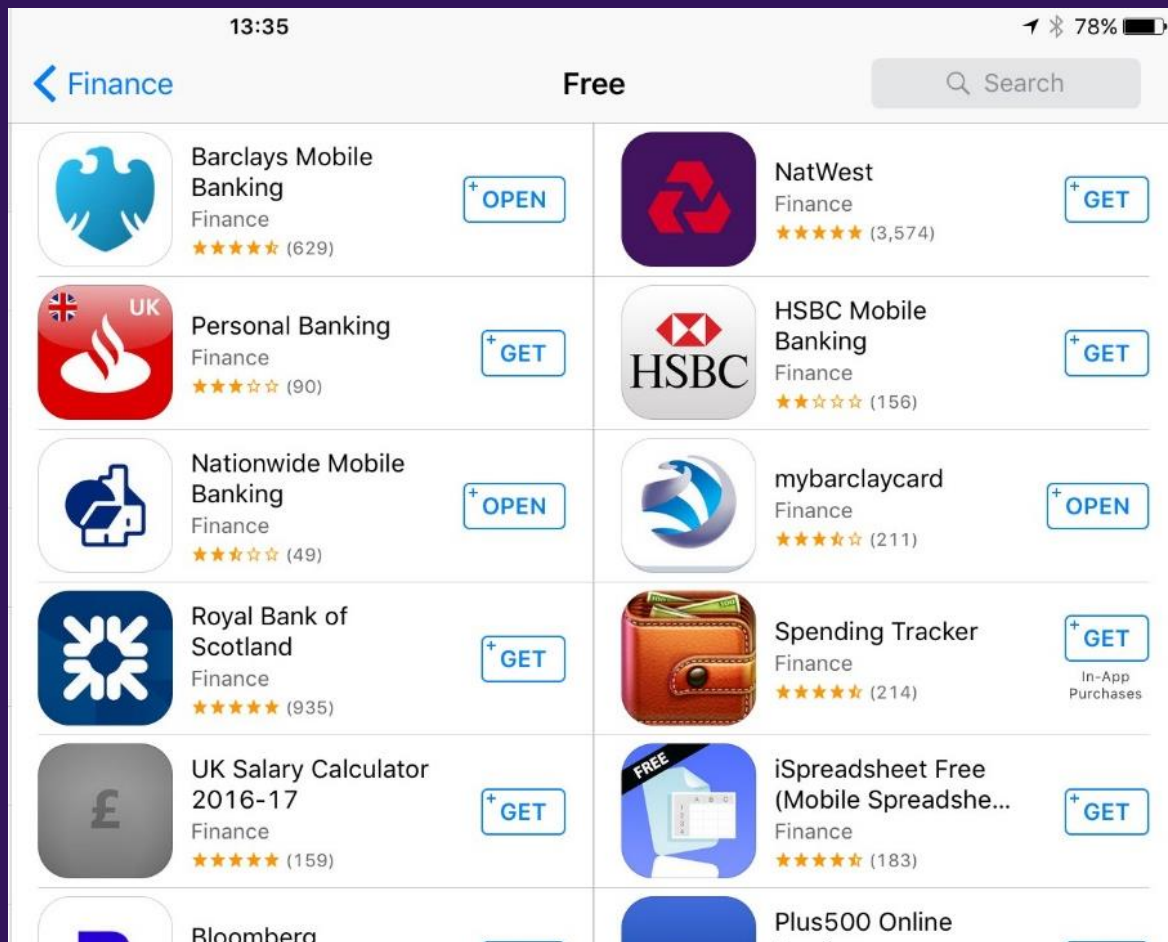 13:35
78%
Finance
Free
Search
Barclays Mobile
Banking
Finance
(629)
+ OPEN
NatWest
Finance
(3,574)
+ GET
UK
Personal Banking
Finance
(90)
+ GET
HSBC
HSBC Mobile
Banking
Finance
(156)
+ GET
Nationwide Mobile
Banking
Finance
(49)
+ OPEN
mybarclaycard
Finance
(211)
+ OPEN
Royal Bank of
Scotland
Finance
(935)
+ GET
Spending Tracker
Finance
(214)
+ GET
In-App
Purchases
£
UK Salary Calculator
2016-17
Finance
(159)
+ GET
FREE
A B C
iSpreadsheet Free
(Mobile Spreadshe...
Finance
(183)
+ GET
Bloomberg
Plus500 Online